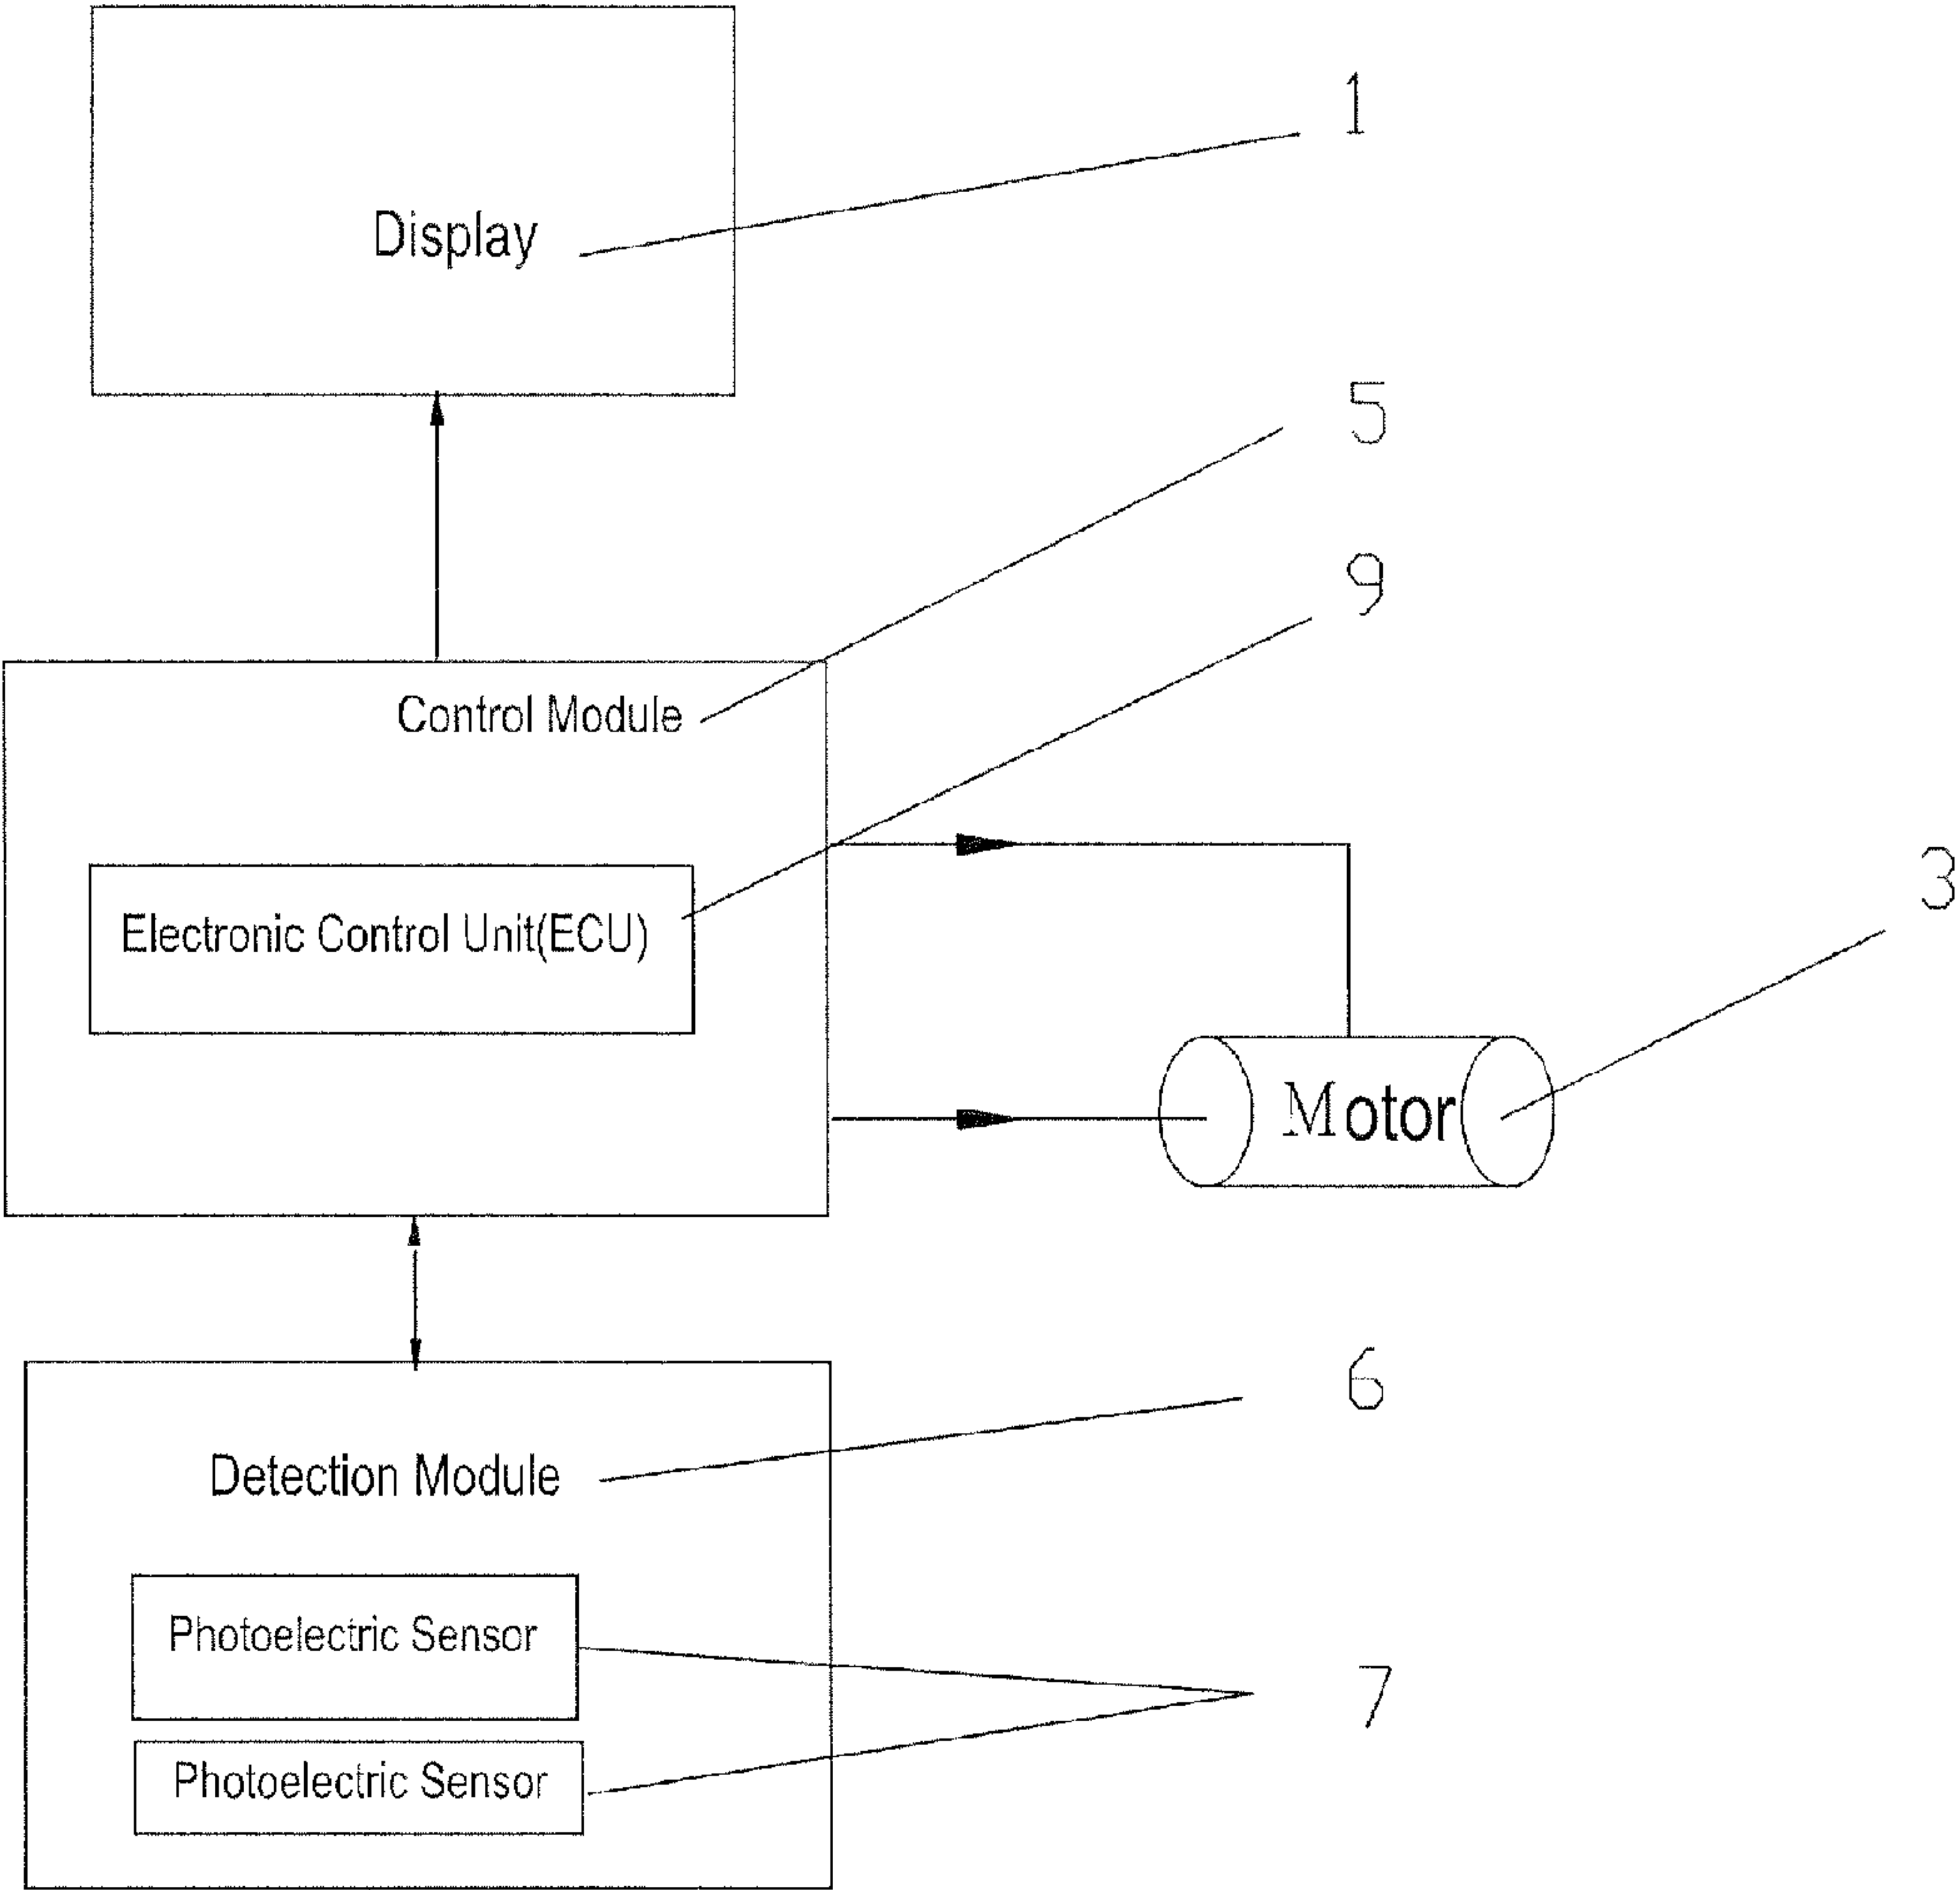 1
Display
5
9
Control Module
Electronic Control Unit(ECU)
3
Motor
6
Detection Module
Photoelectric Sensor
7
Photoelectric Sensor